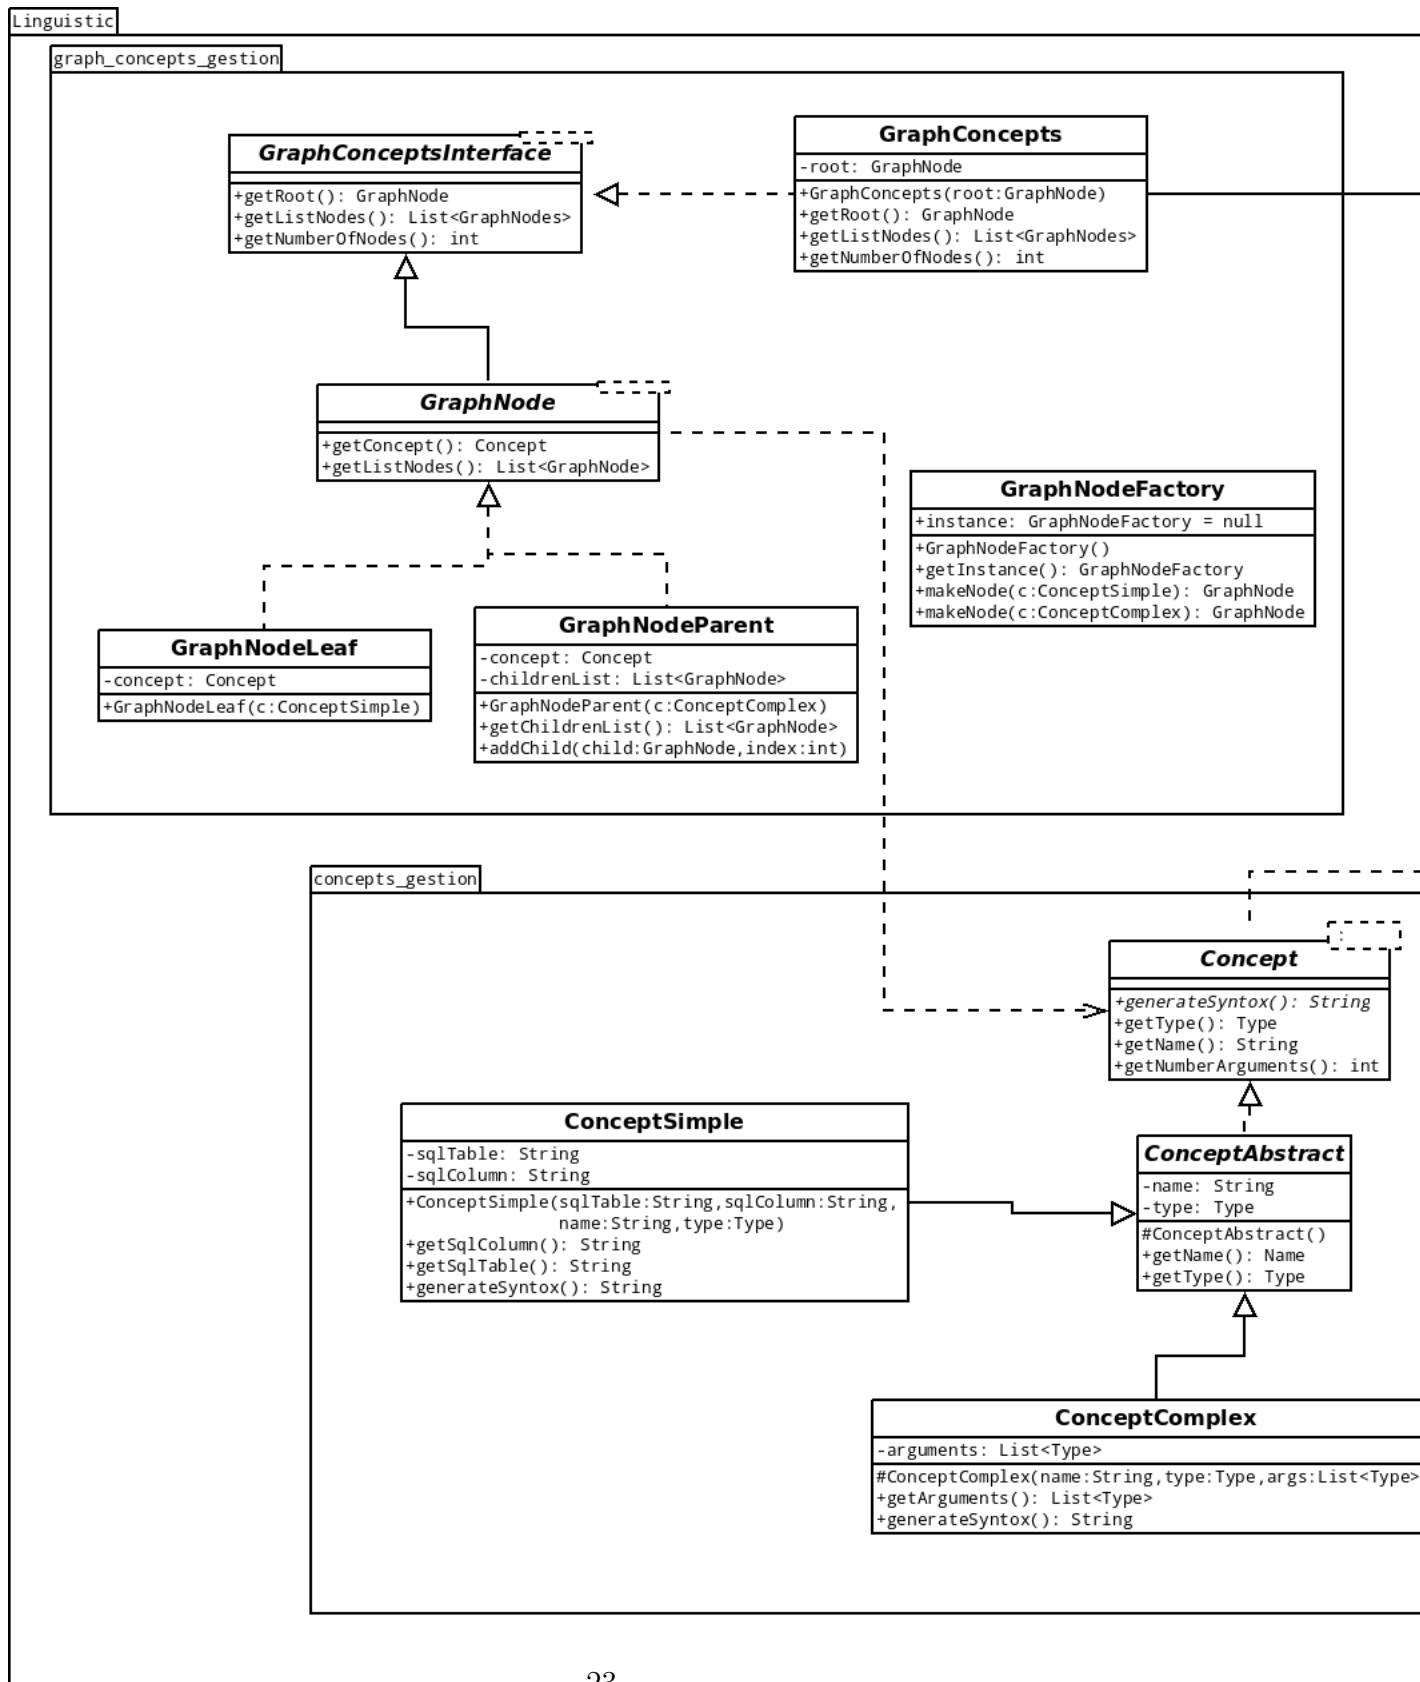 Linguistic
graph_concepts_gestion
GraphConceptsInterface
+getRoot(): GraphNode
+getListNodes(): List<GraphNodes>
+getNumberOfNodes(): int
GraphConcepts
-root: GraphNode
+GraphConcepts(root:GraphNode)
+getRoot(): GraphNode
+getListNodes(): List<GraphNodes>
+getNumberOfNodes(): int
GraphNode
+getConcept(): Concept
+getListNodes(): List<GraphNode>
GraphNodeFactory
+instance: GraphNodeFactory = null
+GraphNodeFactory()
+getInstance(): GraphNodeFactory
+makeNode(c:ConceptSimple): GraphNode
+makeNode(c:ConceptComplex): GraphNode
GraphNodeLeaf
-concept: Concept
+GraphNodeLeaf(c:ConceptSimple)
GraphNodeParent
-concept: Concept
-childrenList: List<GraphNode>
+GraphNodeParent(c:ConceptComplex)
+getChildrenList(): List<GraphNode>
+addChild(child:GraphNode,index:int)
concepts_gestion
:
Concept
+generateSyntox(): String
+getType(): Type
+getName(): String
+getNumberArguments(): int
ConceptSimple
-sqlTable: String
-sqlColumn: String
+ConceptSimple(sqlTable:String,sqlColumn:String,
name:String,type:Type)
+getSqlColumn(): String
+getSqlTable(): String
+generateSyntox(): String
ConceptAbstract
-name: String
-type: Type
#ConceptAbstract()
+getName(): Name
+getType(): Type
ConceptComplex
-arguments: List<Type>
#ConceptComplex(name:String,type:Type,args:List<Type>
+getArguments(): List<Type>
+generateSyntox(): String
23